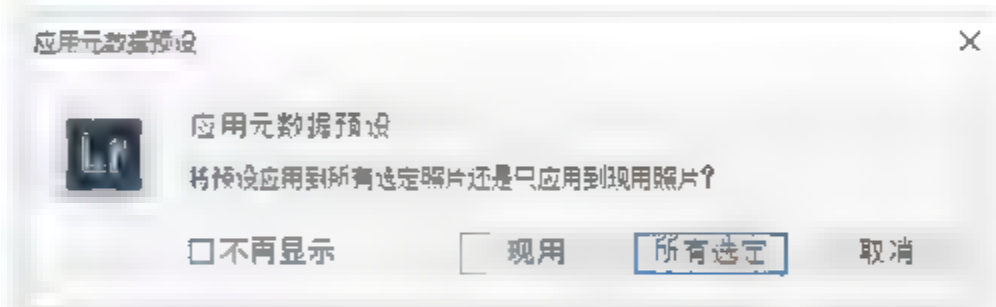 应用元数据预设
Lr
应用元数据预设
将预设应用到所有选定照片还是只应用到现用照片?
不再显示
现用 所有选定 取消